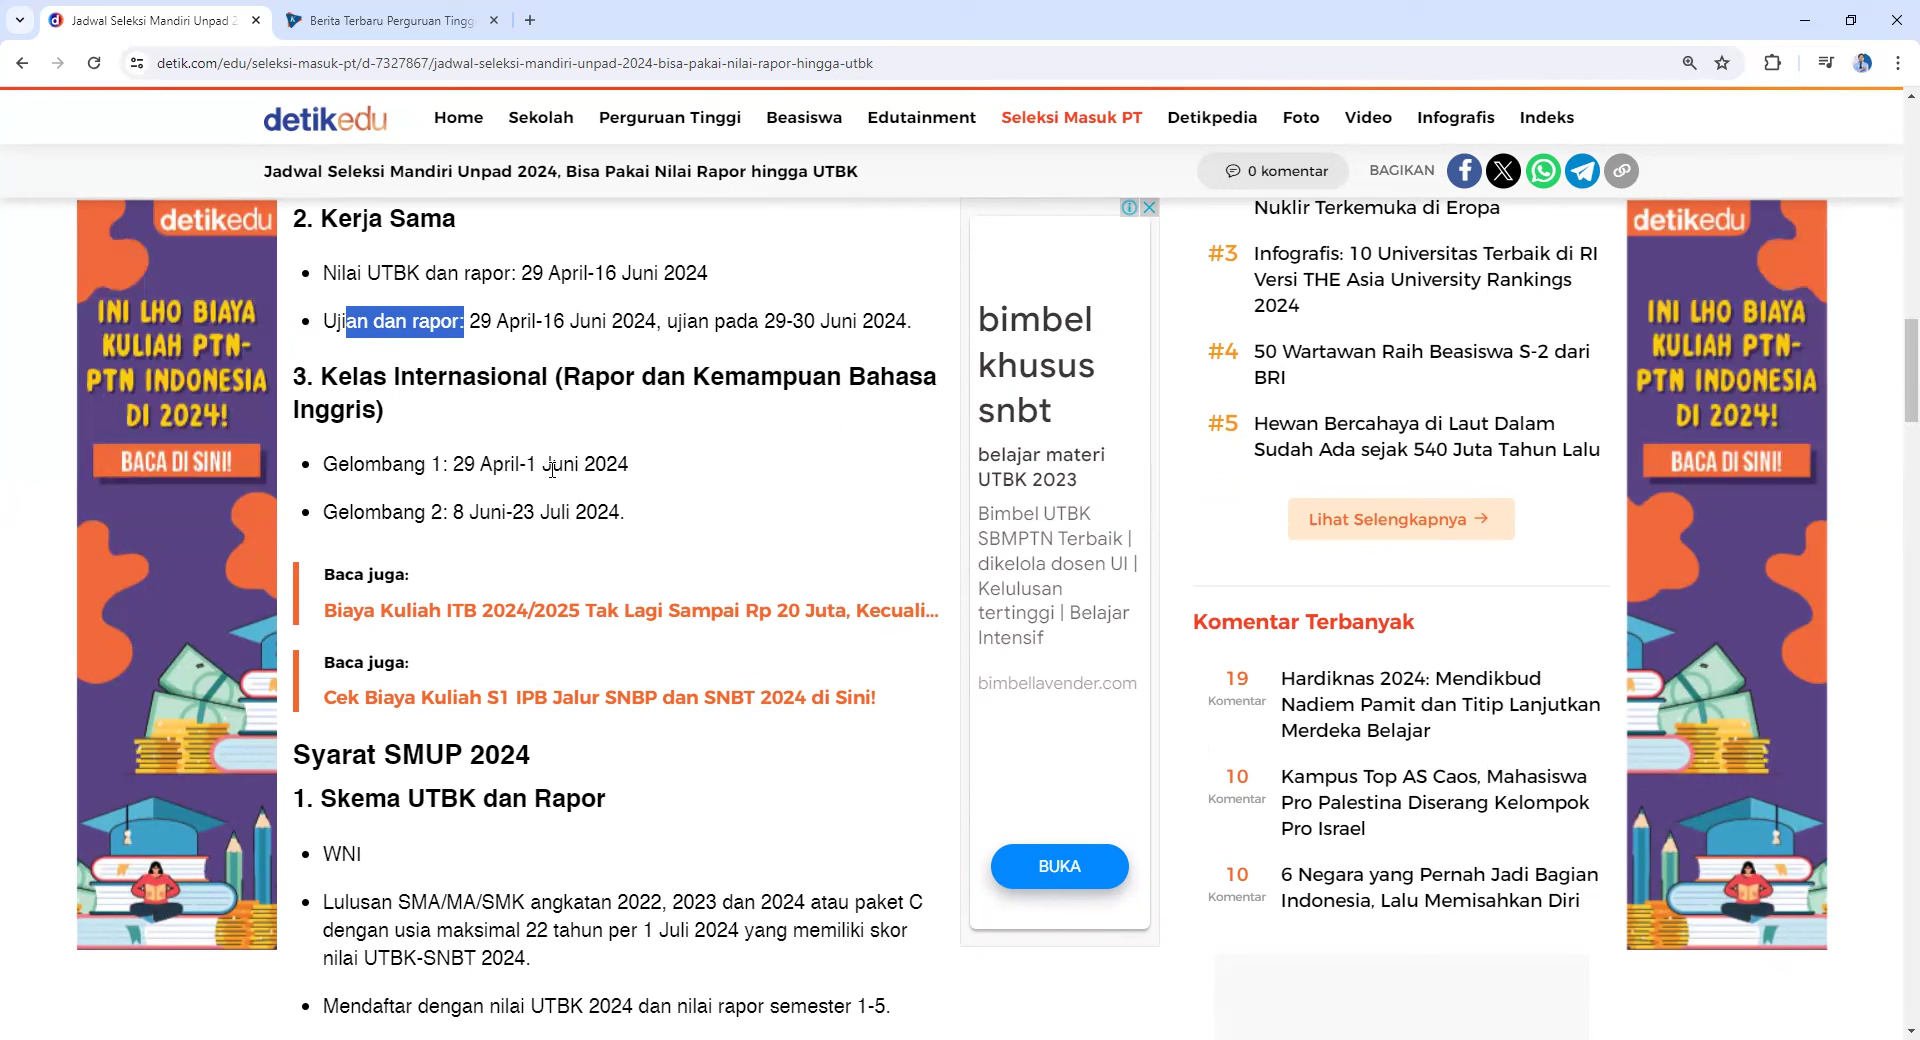 Jadwal Seleksi Mandiri Unpad 2
Berita Terbaru Perguruan Tingg
detik.com/edu/seleksi-masuk-pt/d-7327867/jadwal-seleksi-mandiri-unpad-2024-bisa-pakai-nilai-rapor-hingga-utbk
detikedu
Home
Sekolah
Perguruan Tinggi
Beasiswa
Edutainment
Seleksi Masuk PT
Detikpedia
Foto
Video
Infografis
Indeks
Jadwal Seleksi Mandiri Unpad 2024, Bisa Pakai Nilai Rapor hingga UTBK
0 komentar
BAGIKAN
detikedu
INI LHO BIAYA
KULIAH PTN-
PTN INDONESIA
DI 2024!
BACA DI SINI!
2. Kerja Sama
Nilai UTBK dan rapor: 29 April-16 Juni 2024
Ujian dan rapor: 29 April-16 Juni 2024, ujian pada 29-30 Juni 2024.
3. Kelas Internasional (Rapor dan Kemampuan Bahasa
Inggris)
Gelombang 1: 29 April-1 Juni 2024
Gelombang 2: 8 Juni-23 Juli 2024.
Baca juga:
Biaya Kuliah ITB 2024/2025 Tak Lagi Sampai Rp 20 Juta, Kecuali...
Baca juga:
Cek Biaya Kuliah S1 IPB Jalur SNBP dan SNBT 2024 di Sini!
Syarat SMUP 2024
1. Skema UTBK dan Rapor
WNI
Lulusan SMA/MA/SMK angkatan 2022, 2023 dan 2024 atau paket C
dengan usia maksimal 22 tahun per 1 Juli 2024 yang memiliki skor
nilai UTBK-SNBT 2024.
Mendaftar dengan nilai UTBK 2024 dan nilai rapor semester 1-5.
bimbel
khusus
snbt
belajar materi
UTBK 2023
Bimbel UTBK
SBMPTN Terbaik |
dikelola dosen UI |
Kelulusan
tertinggi | Belajar
Intensif
bimbellavender.com
BUKA
Nuklir Terkemuka di Eropa
#3
Infografis: 10 Universitas Terbaik di RI
Versi THE Asia University Rankings
2024
#4
50 Wartawan Raih Beasiswa S-2 dari
BRI
#5
Hewan Bercahaya di Laut Dalam
Sudah Ada sejak 540 Juta Tahun Lalu
Lihat Selengkapnya
Komentar Terbanyak
19
Komentar
Hardiknas 2024: Mendikbud
Nadiem Pamit dan Titip Lanjutkan
Merdeka Belajar
10
Komentar
Kampus Top AS Caos, Mahasiswa
Pro Palestina Diserang Kelompok
Pro Israel
10
Komentar
6 Negara yang Pernah Jadi Bagian
Indonesia, Lalu Memisahkan Diri
detikedu
INI LHO BIAYA
KULIAH PTN-
PTN INDONESIA
DI 2024!
BACA DI SINI!